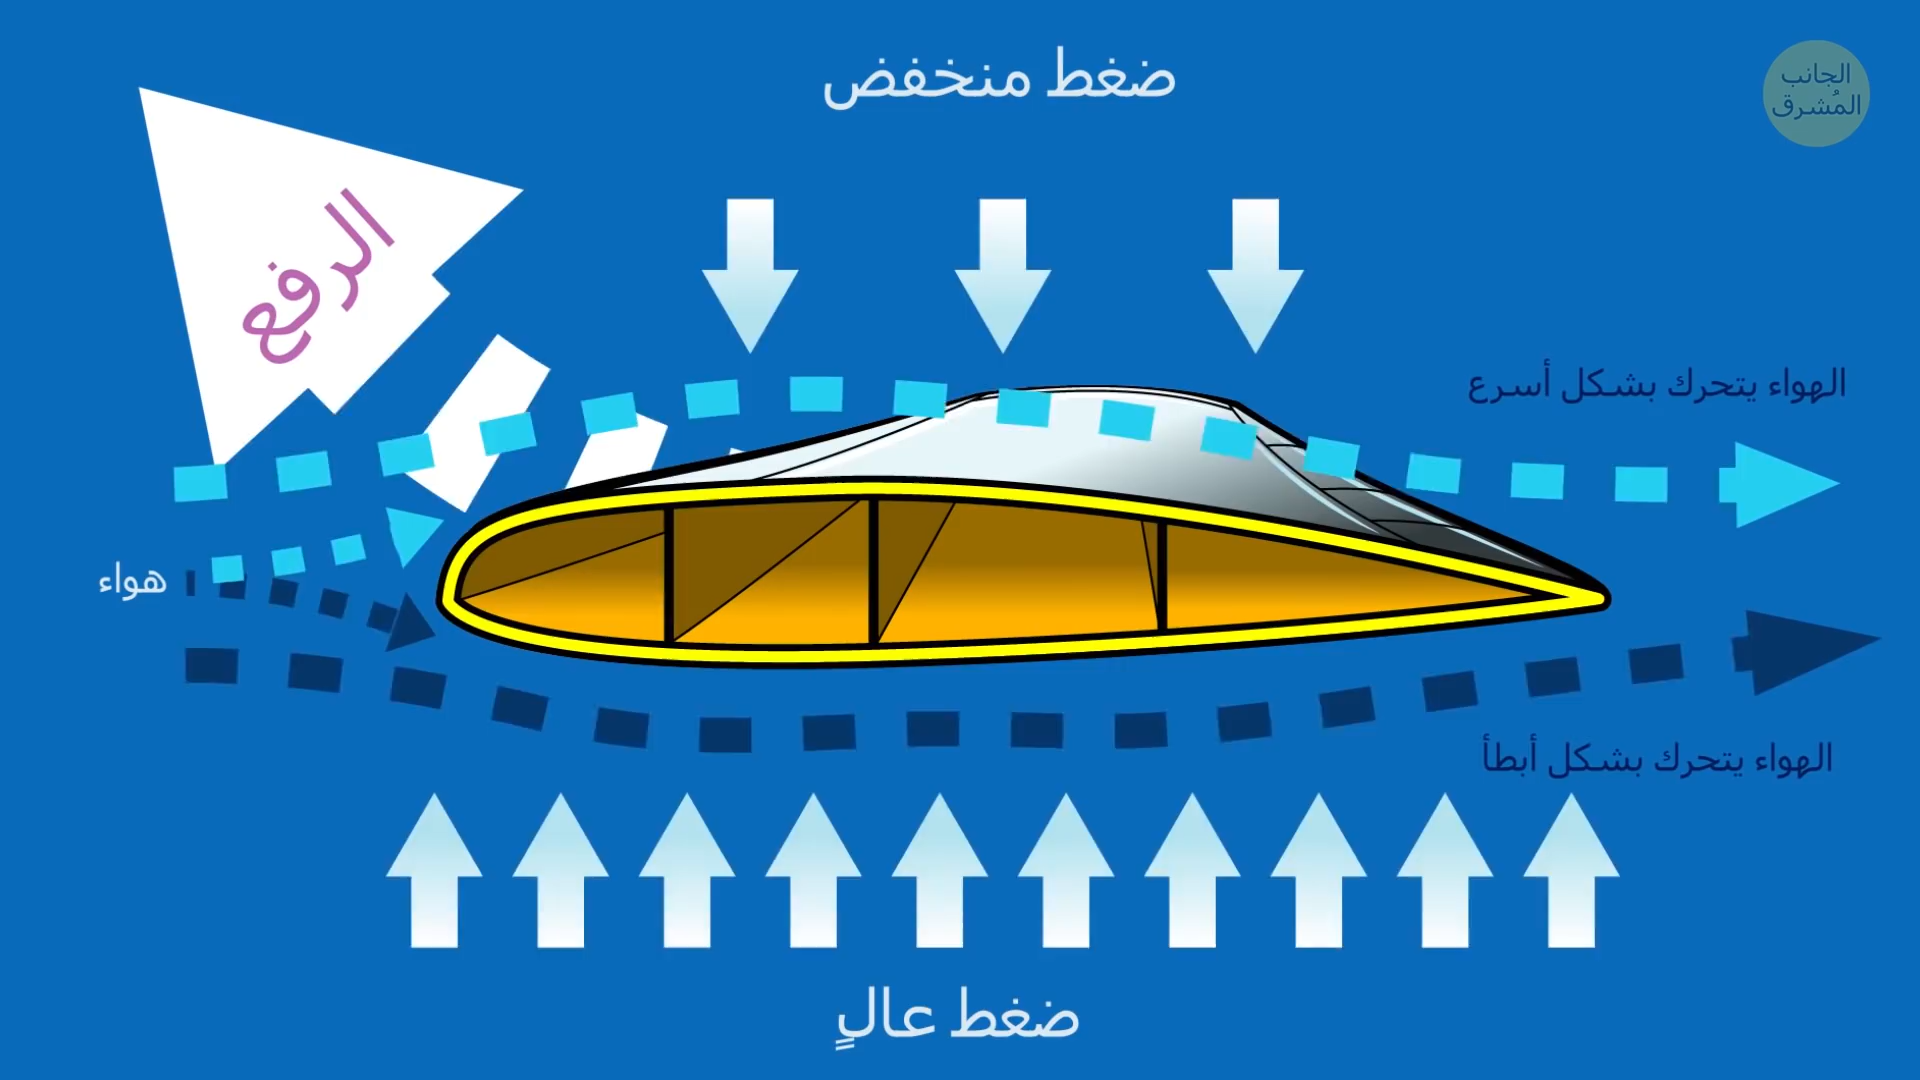 ضغط منخفض
الجانب
المُشرق
الرفع
الهواء يتحرك بشكل أسرع
هواء
الهواء يتحرك بشكل أبطأ
ضغط عالٍ